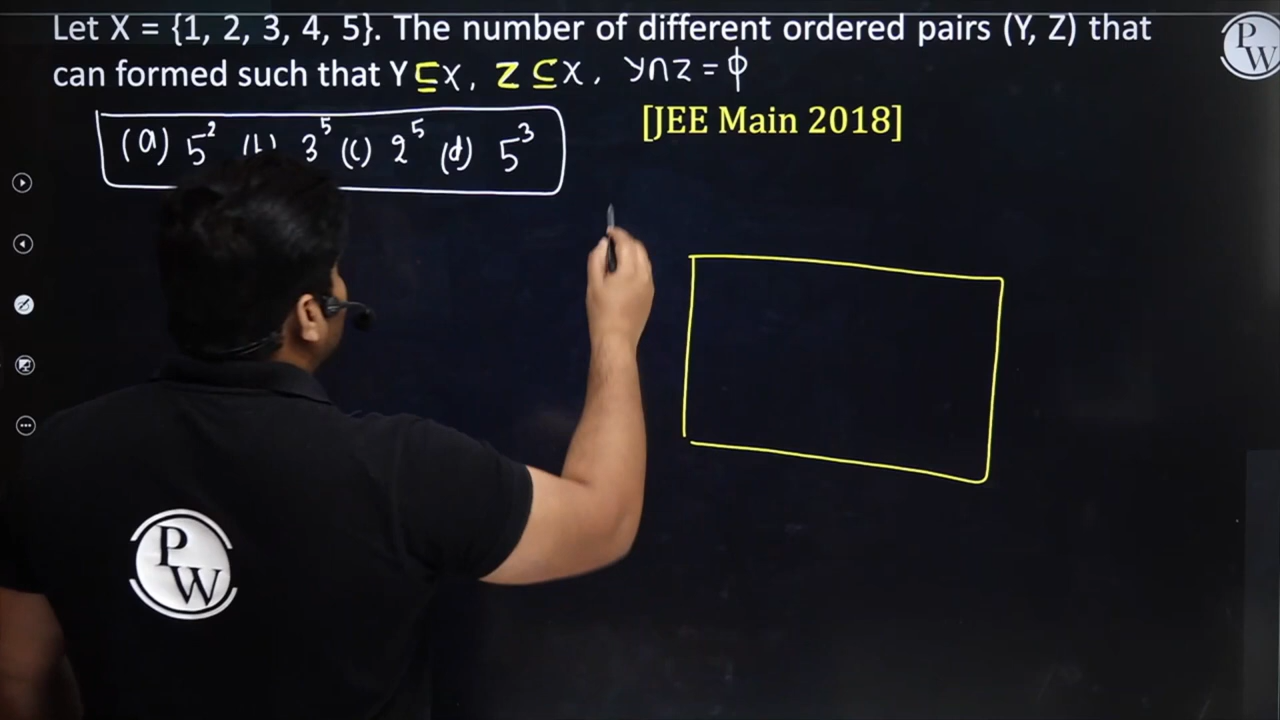 Let X = {1, 2, 3, 4, 5}. The number of different ordered pairs (Y, Z) that
can formed such that Y ⊆ X, Z ⊆ X, Y∩Z = ϕ
[JEE Main 2018]
(a) 5² (b) 3⁵ (c) 2⁵ (d) 5³
PW
PW